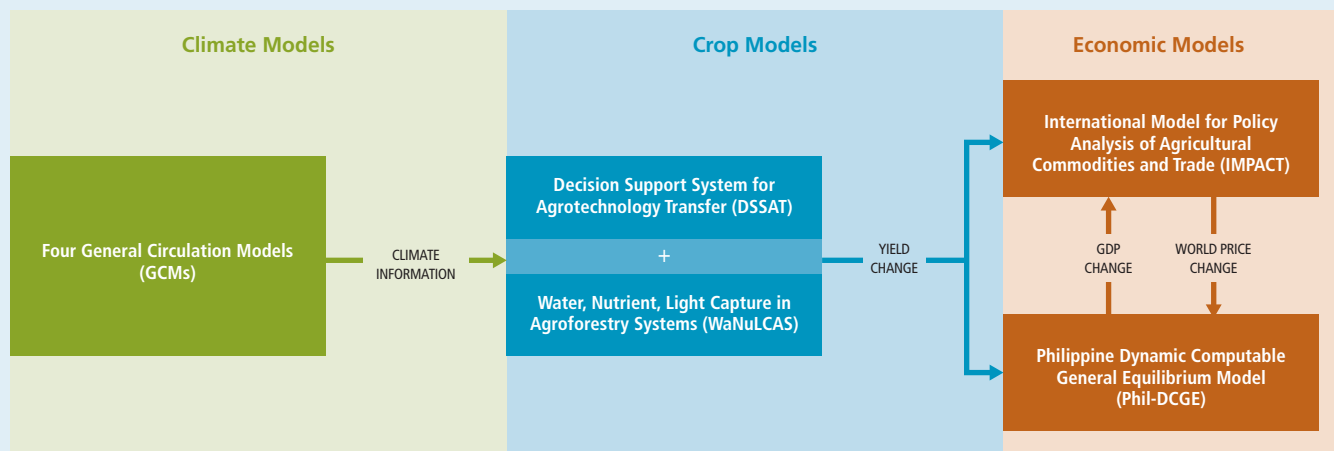 Climate Models
Crop Models
Economic Models
Four General Circulation Models
(GCMs)
CLIMATE
INFORMATION
Decision Support System for
Agrotechnology Transfer (DSSAT)
+
Water, Nutrient, Light Capture in
Agroforestry Systems (WaNuLCAS)
YIELD
CHANGE
International Model for Policy
Analysis of Agricultural
Commodities and Trade (IMPACT)
GDP
CHANGE
WORLD PRICE
CHANGE
Philippine Dynamic Computable
General Equilibrium Model
(Phil-DCGE)